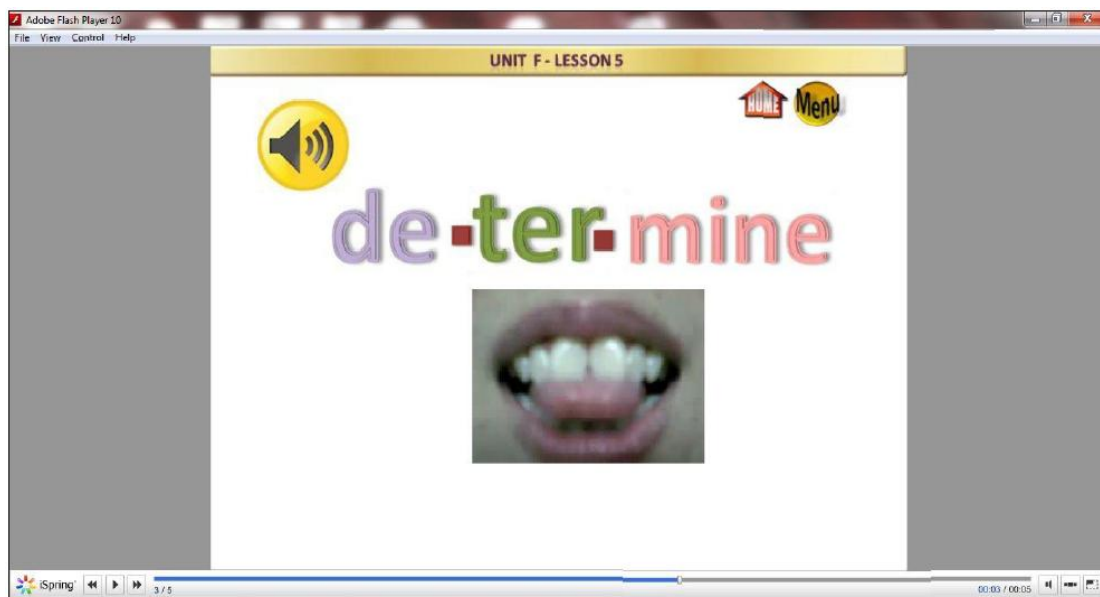 Adobe Flash Player 10
File View Control Help
UNIT F - LESSON 5
HOME Menu
de▪ter▪mine
iSpring
3 / 5
00:03 / 00:05